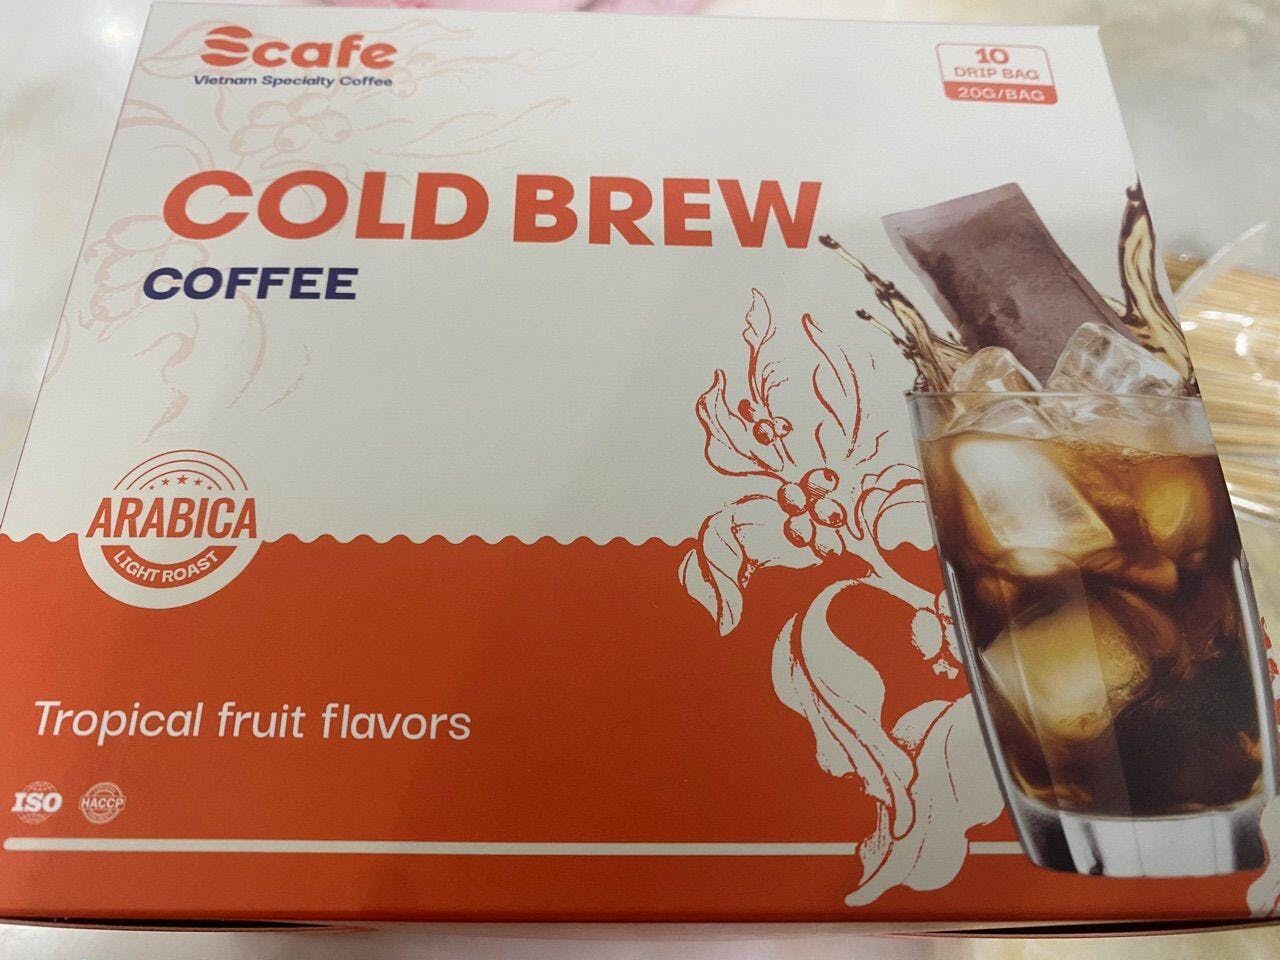 Scafe
Vietnam Specialty Coffee
10
DRIP BAG
20G/BAG
COLD BREW
COFFEE
ARABICA
LIGHT ROAST
Tropical fruit flavors
ISO
HACCP